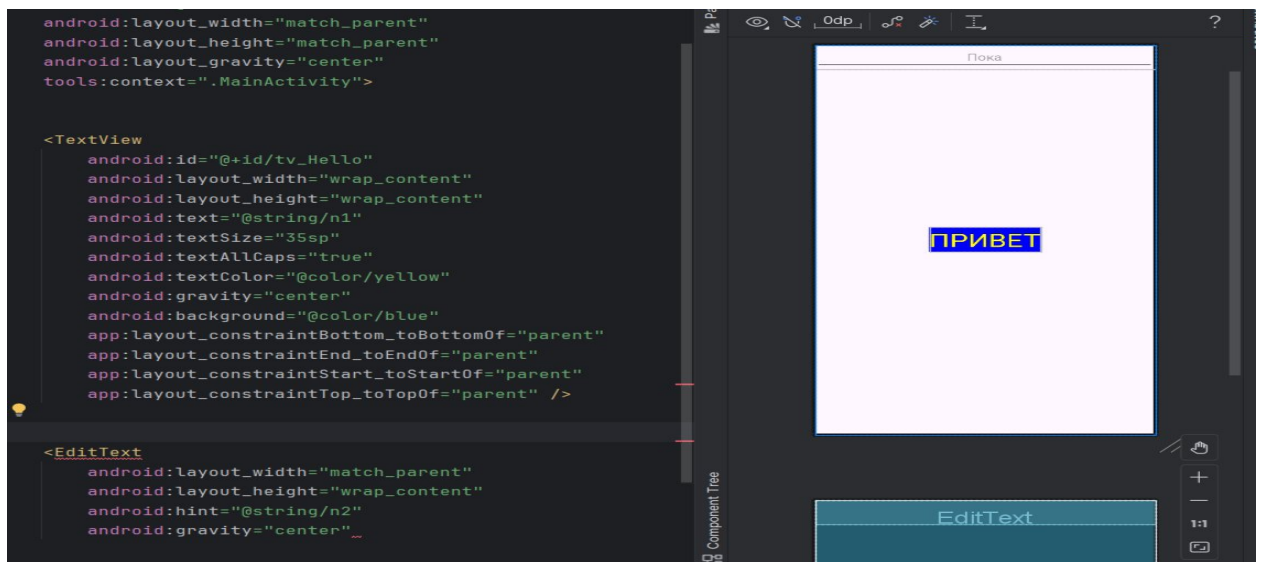 android:layout_width="match_parent"
android:layout_height="match_parent"
android:layout_gravity="center"
tools:context=".MainActivity">
<TextView
android:id="@+id/tv_Hello"
android:layout_width="wrap_content"
android:layout_height="wrap_content"
android:text="@string/n1"
android:textSize="35sp"
android:textAllCaps="true"
android:textColor="@color/yellow"
android:gravity="center"
android:background="@color/blue"
app:layout_constraintBottom_toBottomOf="parent"
app:layout_constraintEnd_toEndOf="parent"
app:layout_constraintStart_toStartOf="parent"
app:layout_constraintTop_toTopOf="parent" />
<EditText
android:layout_width="match_parent"
android:layout_height="wrap_content"
android:hint="@string/n2"
android:gravity="center"
Component Tree
0dp
?
Пока
ПРИВЕТ
EditText
1:1